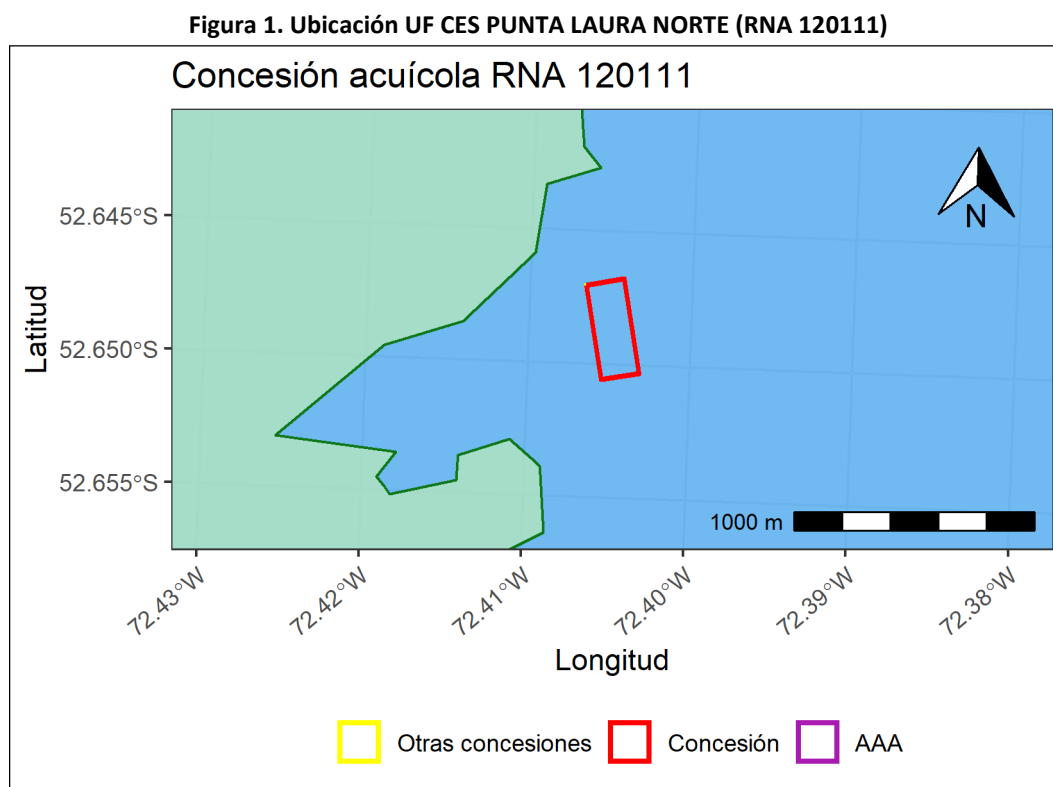 Figura 1. Ubicación UF CES PUNTA LAURA NORTE (RNA 120111)
Concesión acuícola RNA 120111
N
52.645°S
52.650°S
52.655°S
Latitud
1000 m
72.43°W 72.42°W 72.41°W 72.40°W 72.39°W 72.38°W
Longitud
Otras concesiones Concesión AAA